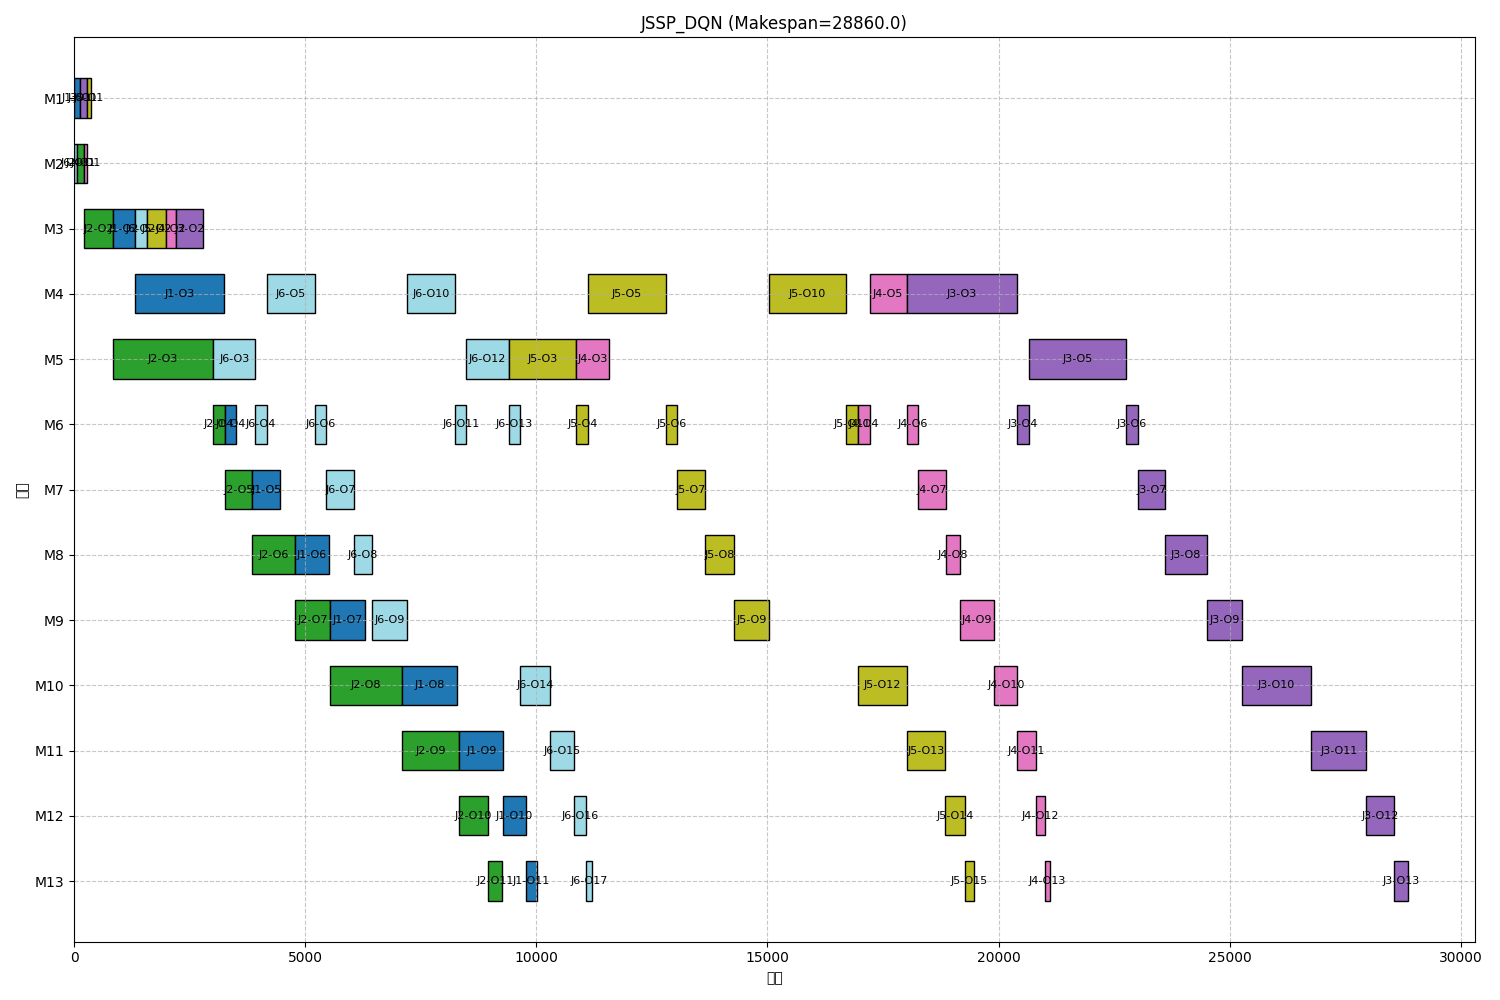 JSSP_DQN (Makespan=28860.0)
M1
M2
M3 J2-O2
M4 J1-O3 J6-O5 J6-O10 J5-O5 J5-O10 J4-O5 J3-O3
M5 J2-O3 J6-O3 J6-O12 J5-O3 J4-O3 J3-O5
M6 J6-O4 J6-O6 J6-O11 J6-O13 J5-O4 J5-O6 J4-O6 J3-O4 J3-O6
M7 J2-O5 J1-O5 J6-O7 J5-O7 J4-O7 J3-O7
M8 J2-O6 J1-O6 J6-O8 J5-O8 J4-O8 J3-O8
M9 J2-O7 J1-O7 J6-O9 J5-O9 J4-O9 J3-O9
M10 J2-O8 J1-O8 J6-O14 J5-O12 J4-O10 J3-O10
M11 J2-O9 J1-O9 J6-O15 J5-O13 J4-O11 J3-O11
M12 J2-O10 J1-O10 J6-O16 J5-O14 J4-O12 J3-O12
M13 J2-O11 J1-O11 J6-O17 J5-O15 J4-O13 J3-O13
0 5000 10000 15000 20000 25000 30000